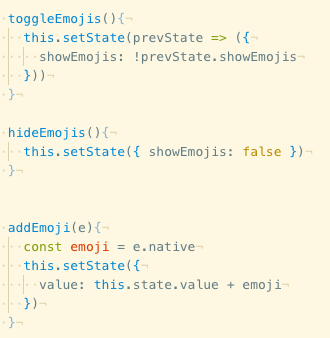 toggleEmojis(){
this.setState(prevState => ({
showEmojis: !prevState.showEmojis
}))
}
hideEmojis(){
this.setState({ showEmojis: false })
}
addEmoji(e){
const emoji = e.native
this.setState({
value: this.state.value + emoji
})
}